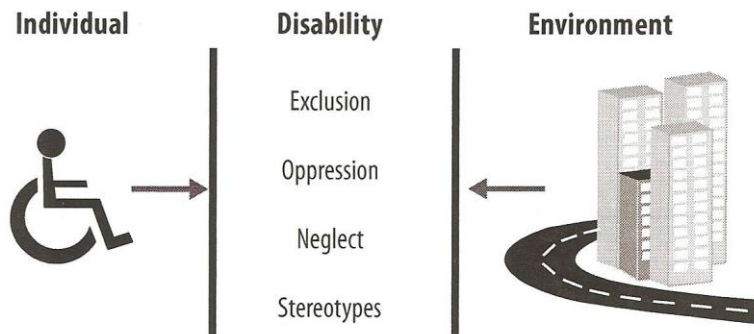 Individual
Disability
Environment
Exclusion
Oppression
Neglect
Stereotypes